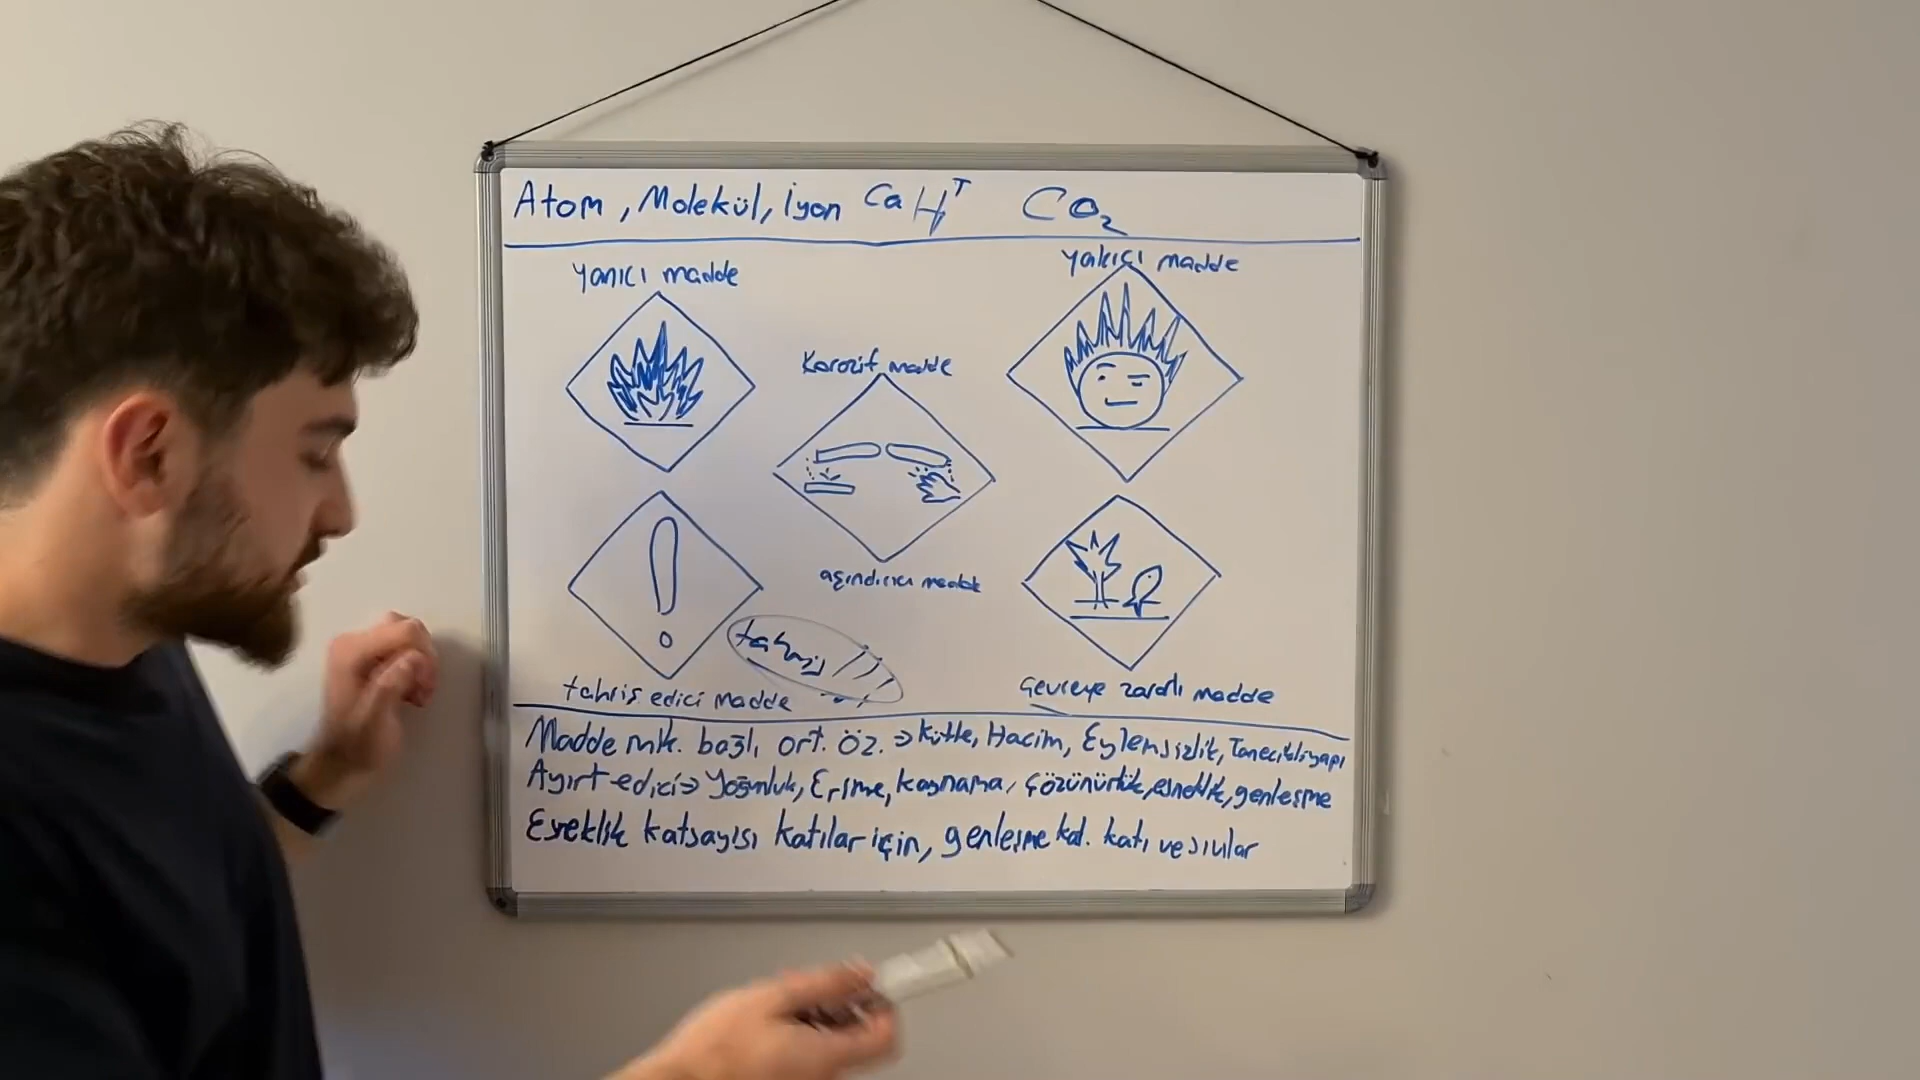 Atom, Molekül, İyon Ca H CO₂
yanıcı madde
yakıcı madde
Korozif madde
aşındırıcı madde
tahriş edici madde
Çevreye zararlı madde
Madde mik. bağlı ort. öz. ⇒ Kütle, Hacim, Eylemsizlik, Tanecikli yapı
Ayırt edici ⇒ Yoğunluk, Erime, kaynama, çözünürlük, esneklik, genleşme
Esneklik katsayısı katılar için, genleşme kat. katı ve sıvılar